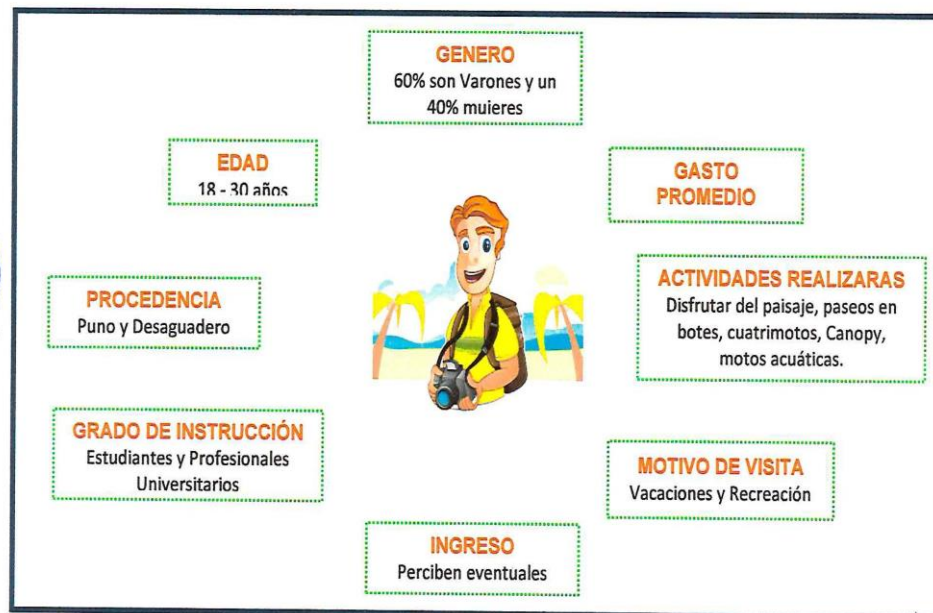 GENERO
60% son Varones y un
40% muieres
EDAD
18 - 30 años
GASTO
PROMEDIO
PROCEDENCIA
Puno y Desaguadero
ACTIVIDADES REALIZARAS
Disfrutar del paisaje, paseos en
botes, cuatrimotos, Canopy,
motos acuáticas.
GRADO DE INSTRUCCIÓN
Estudiantes y Profesionales
Universitarios
MOTIVO DE VISITA
Vacaciones y Recreación
INGRESO
Perciben eventuales